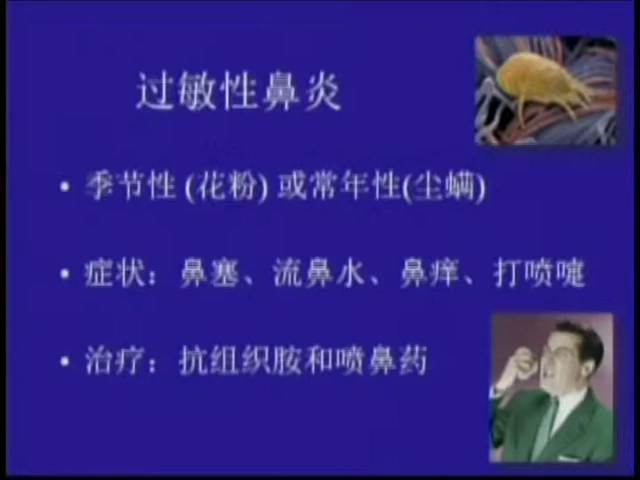 过敏性鼻炎
• 季节性 (花粉) 或常年性(尘螨)
• 症状：鼻塞、流鼻水、鼻痒、打喷嚏
• 治疗：抗组织胺和喷鼻药